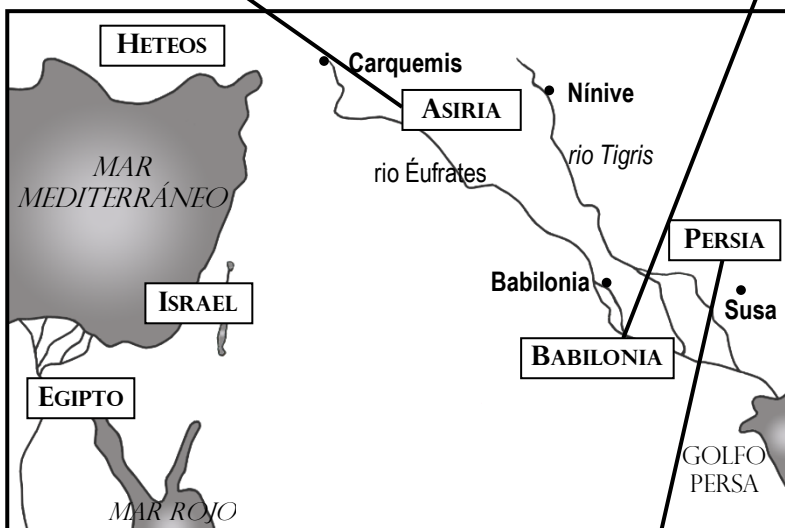 HETEOS
Carquemis
ASIRIA
Nínive
rio Tigris
rio Éufrates
MAR
MEDITERRÁNEO
PERSIA
Babilonia
Susa
ISRAEL
BABILONIA
EGIPTO
GOLFO
PERSA
MAR ROJO